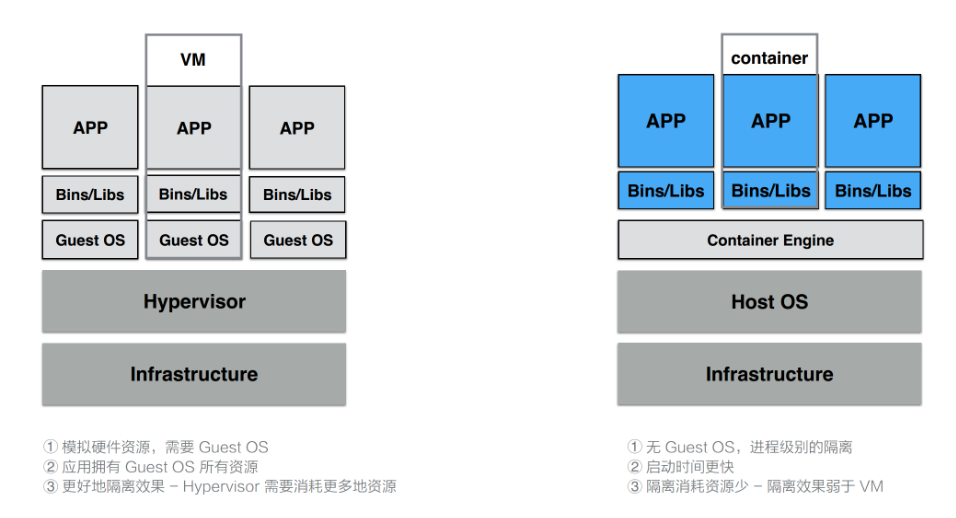 VM
APP
APP
APP
Bins/Libs
Bins/Libs
Bins/Libs
Guest OS
Guest OS
Guest OS
Hypervisor
Infrastructure
① 模拟硬件资源，需要 Guest OS
② 应用拥有 Guest OS 所有资源
③ 更好地隔离效果 – Hypervisor 需要消耗更多地资源
container
APP
APP
APP
Bins/Libs
Bins/Libs
Bins/Libs
Container Engine
Host OS
Infrastructure
① 无 Guest OS，进程级别的隔离
② 启动时间更快
③ 隔离消耗资源少 – 隔离效果弱于 VM